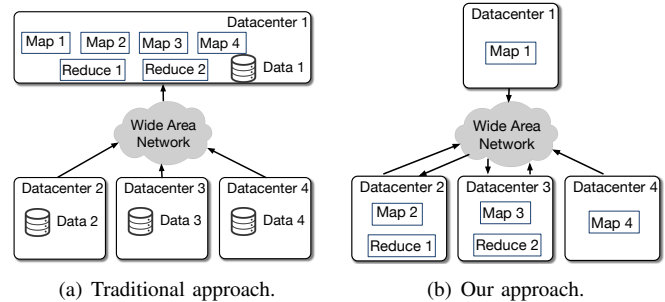 Datacenter 1
Map 1 Map 2 Map 3 Map 4
Reduce 1 Reduce 2 Data 1
Wide Area
Network
Datacenter 2 Datacenter 3 Datacenter 4
Data 2 Data 3 Data 4
(a) Traditional approach.
Datacenter 1
Map 1
Wide Area
Network
Datacenter 2 Datacenter 3 Datacenter 4
Map 2 Map 3 Map 4
Reduce 1 Reduce 2
(b) Our approach.